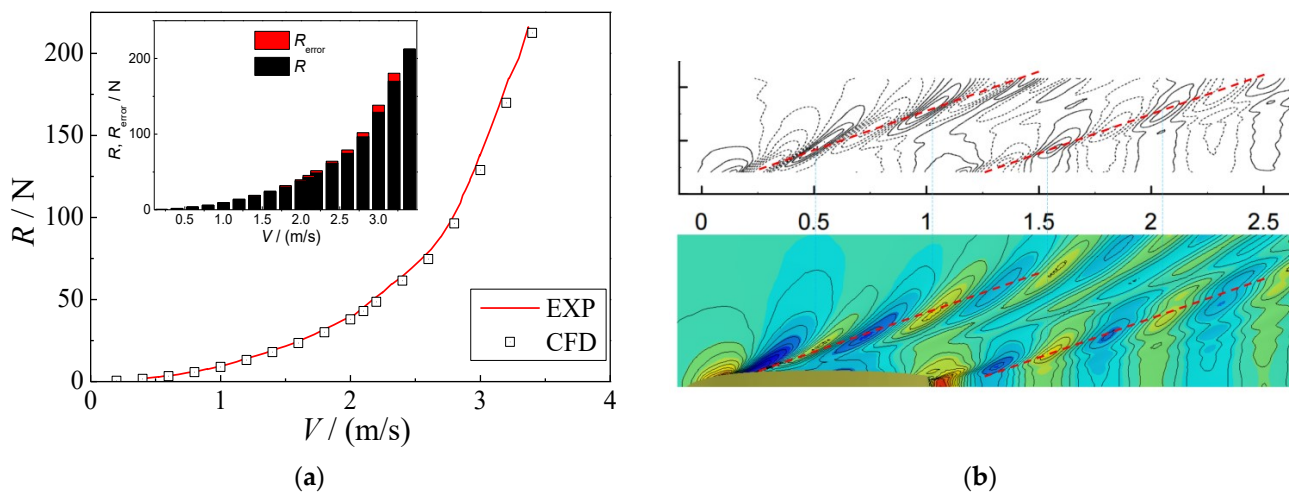 200
150
100
50
0
R / N
0 1 2 3 4
V / (m/s)
EXP
CFD
R_error
R
200
100
0
R, R_error / N
0.5 1.0 1.5 2.0 2.5 3.0
V / (m/s)
(a)
0 0.5 1 1.5 2 2.5
(b)